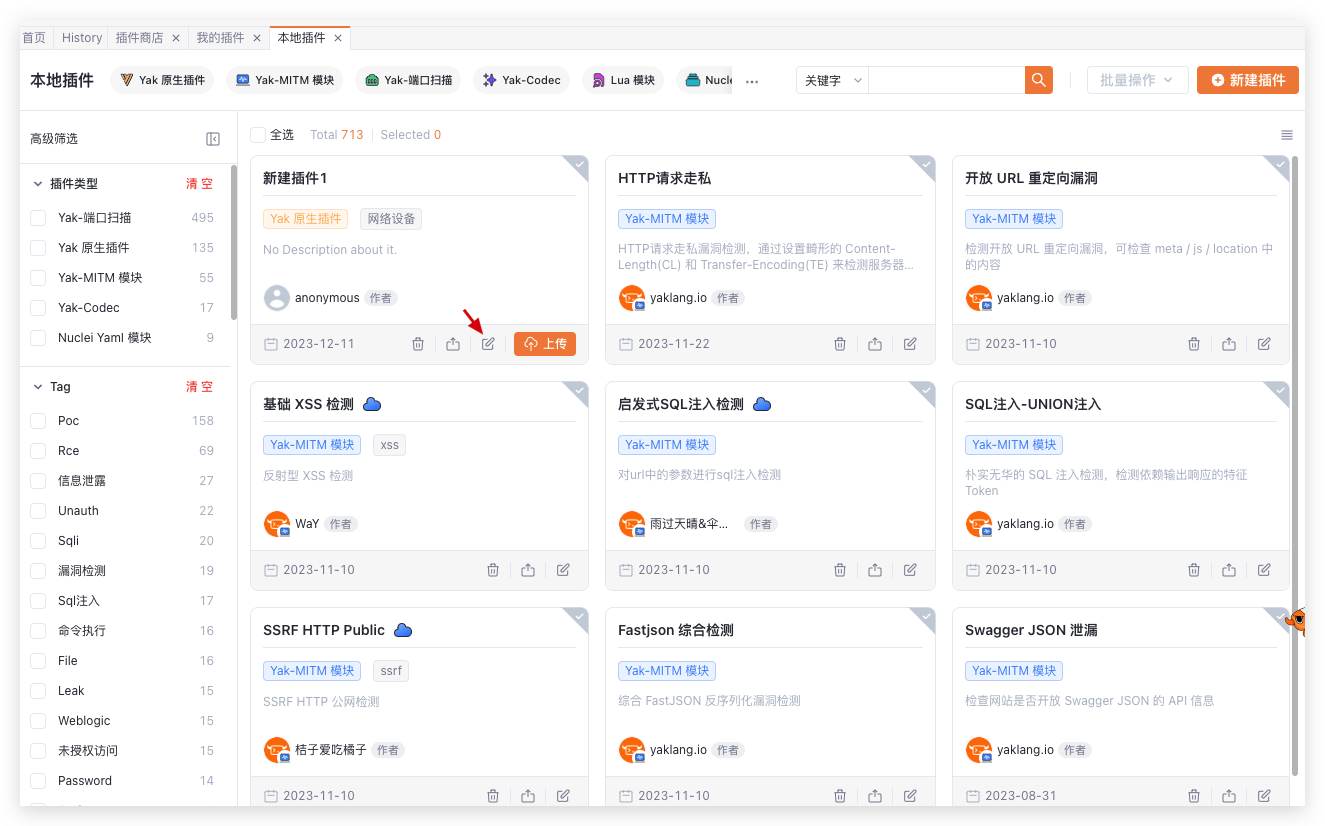 首页 History 插件商店 我的插件 本地插件
本地插件 Yak 原生插件 Yak-MITM 模块 Yak-端口扫描 Yak-Codec Lua 模块 Nucle ... 关键字 批量操作 新建插件
高级筛选
插件类型 清 空
Yak-端口扫描 495
Yak 原生插件 135
Yak-MITM 模块 55
Yak-Codec 17
Nuclei Yaml 模块 9
Tag 清 空
Poc 158
Rce 69
信息泄露 27
Unauth 22
Sqli 20
漏洞检测 19
Sql注入 17
命令执行 16
File 16
Leak 15
Weblogic 15
未授权访问 15
Password 14
全选 Total 713 Selected 0
新建插件1
Yak 原生插件 网络设备
No Description about it.
anonymous 作者
2023-12-11 上传
HTTP请求走私
Yak-MITM 模块
HTTP请求走私漏洞检测，通过设置畸形的 Content-
Length(CL) 和 Transfer-Encoding(TE) 来检测服务器...
yaklang.io 作者
2023-11-22
开放 URL 重定向漏洞
Yak-MITM 模块
检测开放 URL 重定向漏洞，可检查 meta / js / location 中
的内容
yaklang.io 作者
2023-11-10
基础 XSS 检测
Yak-MITM 模块 xss
反射型 XSS 检测
WaY 作者
2023-11-10
启发式SQL注入检测
Yak-MITM 模块
对url中的参数进行sql注入检测
雨过天晴&伞... 作者
2023-11-10
SQL注入-UNION注入
Yak-MITM 模块
朴实无华的 SQL 注入检测，检测依赖输出响应的特征
Token
yaklang.io 作者
2023-11-10
SSRF HTTP Public
Yak-MITM 模块 ssrf
SSRF HTTP 公网检测
桔子爱吃橘子 作者
2023-11-10
Fastjson 综合检测
Yak-MITM 模块
综合 FastJSON 反序列化漏洞检测
yaklang.io 作者
2023-11-10
Swagger JSON 泄漏
Yak-MITM 模块
检查网站是否开放 Swagger JSON 的 API 信息
yaklang.io 作者
2023-08-31